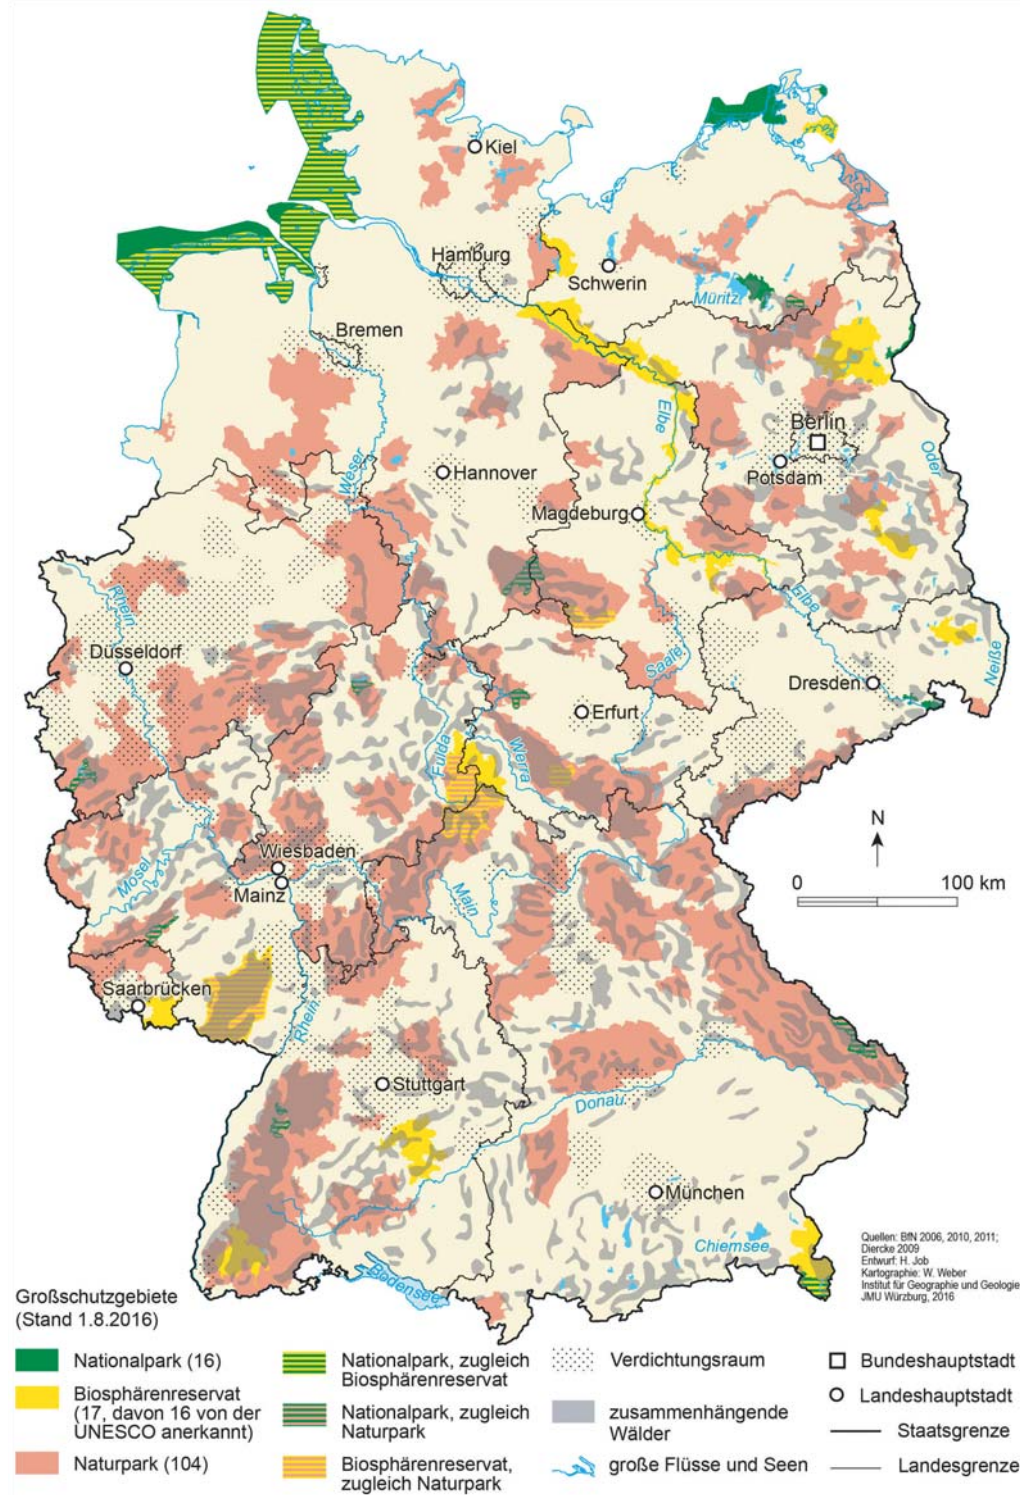 Kiel
Hamburg
Schwerin
Müritz
Bremen
Elbe
Berlin
Oder
Weser
Hannover
Potsdam
Magdeburg
Rhein
Elbe
Düsseldorf
Saale
Neiße
Dresden
Erfurt
Fulda
Werra
N
Wiesbaden
Mosel
Mainz
Main
0 100 km
Saarbrücken
Rhein
Stuttgart
Donau
München
Chiemsee
Bodensee
Quellen: BfN 2006, 2010, 2011;
Diercke 2009
Entwurf: H. Job
Kartographie: W. Weber
Institut für Geographie und Geologie
JMU Würzburg, 2016
Großschutzgebiete
(Stand 1.8.2016)
Nationalpark (16)
Biosphärenreservat
(17, davon 16 von der
UNESCO anerkannt)
Naturpark (104)
Nationalpark, zugleich
Biosphärenreservat
Nationalpark, zugleich
Naturpark
Biosphärenreservat,
zugleich Naturpark
Verdichtungsraum
zusammenhängende
Wälder
große Flüsse und Seen
Bundeshauptstadt
Landeshauptstadt
Staatsgrenze
Landesgrenze